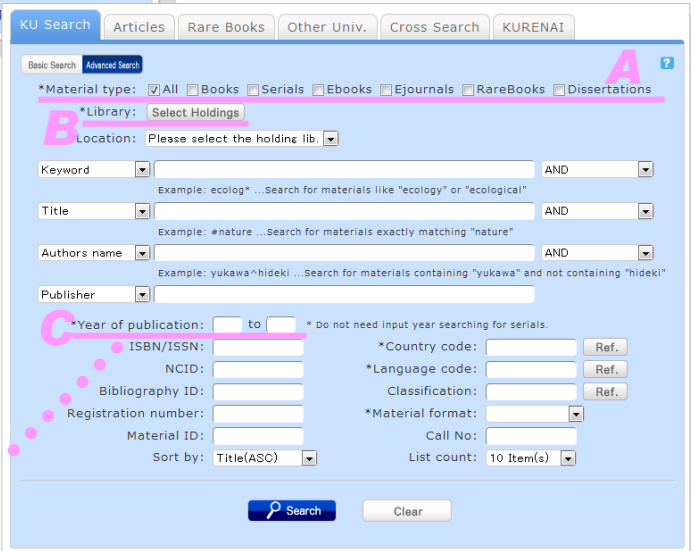 KU Search Articles Rare Books Other Univ. Cross Search KURENAI
Basic Search Advanced Search ?
A
*Material type: All Books Serials Ebooks Ejournals RareBooks Dissertations
B
*Library: Select Holdings
Location: Please select the holding lib.
Keyword AND
Example: ecolog* ...Search for materials like "ecology" or "ecological"
Title AND
Example: #nature ...Search for materials exactly matching "nature"
Authors name AND
Example: yukawa^hideki ...Search for materials containing "yukawa" and not containing "hideki"
Publisher
C
*Year of publication: to * Do not need input year searching for serials.
ISBN/ISSN: *Country code: Ref.
NCID: *Language code: Ref.
Bibliography ID: Classification: Ref.
Registration number: *Material format:
Material ID: Call No:
Sort by: Title(ASC) List count: 10 Item(s)
Search Clear